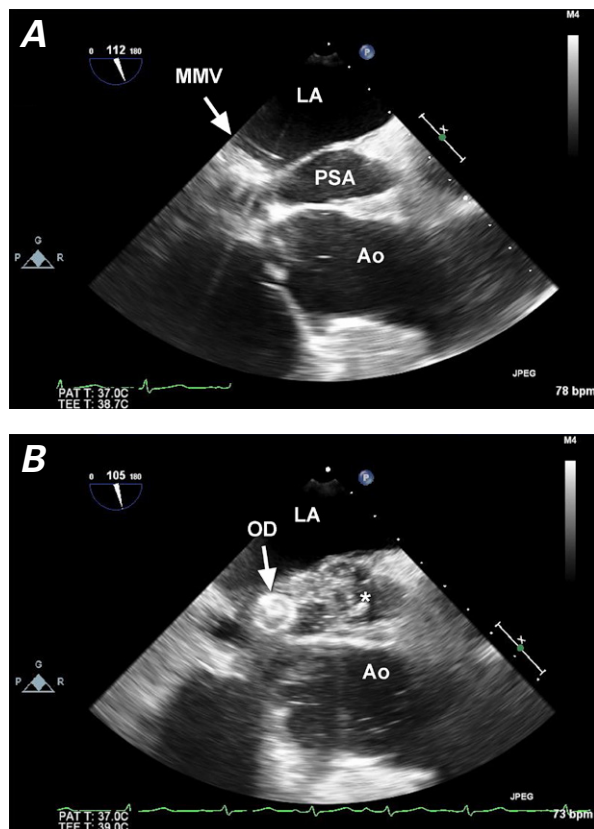 A
M4
0 112 180
P
MMV
LA
x
PSA
Ao
G
P R
JPEG
PAT T: 37.0C
TEE T: 38.7C
78 bpm
B
M4
0 105 180
P
LA
OD
x
*
Ao
G
P R
JPEG
PAT T: 37.0C
TEE T: 39.0C
73 bpm